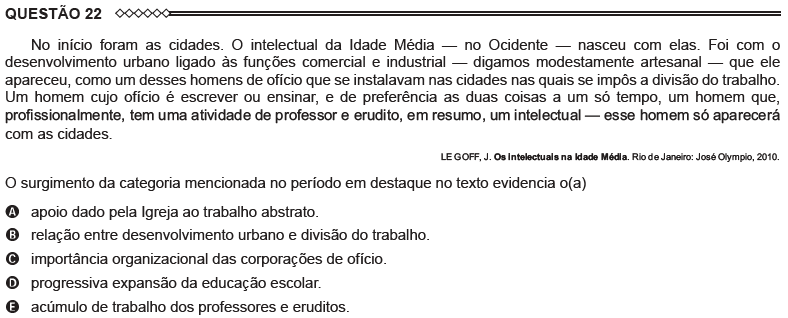 QUESTÃO 22
No início foram as cidades. O intelectual da Idade Média — no Ocidente — nasceu com elas. Foi com o
desenvolvimento urbano ligado às funções comercial e industrial — digamos modestamente artesanal — que ele
apareceu, como um desses homens de ofício que se instalavam nas cidades nas quais se impôs a divisão do trabalho.
Um homem cujo ofício é escrever ou ensinar, e de preferência as duas coisas a um só tempo, um homem que,
profissionalmente, tem uma atividade de professor e erudito, em resumo, um intelectual — esse homem só aparecerá
com as cidades.
LE GOFF, J. Os intelectuais na Idade Média. Rio de Janeiro: José Olympio, 2010.
O surgimento da categoria mencionada no período em destaque no texto evidencia o(a)
A apoio dado pela Igreja ao trabalho abstrato.
B relação entre desenvolvimento urbano e divisão do trabalho.
C importância organizacional das corporações de ofício.
D progressiva expansão da educação escolar.
E acúmulo de trabalho dos professores e eruditos.